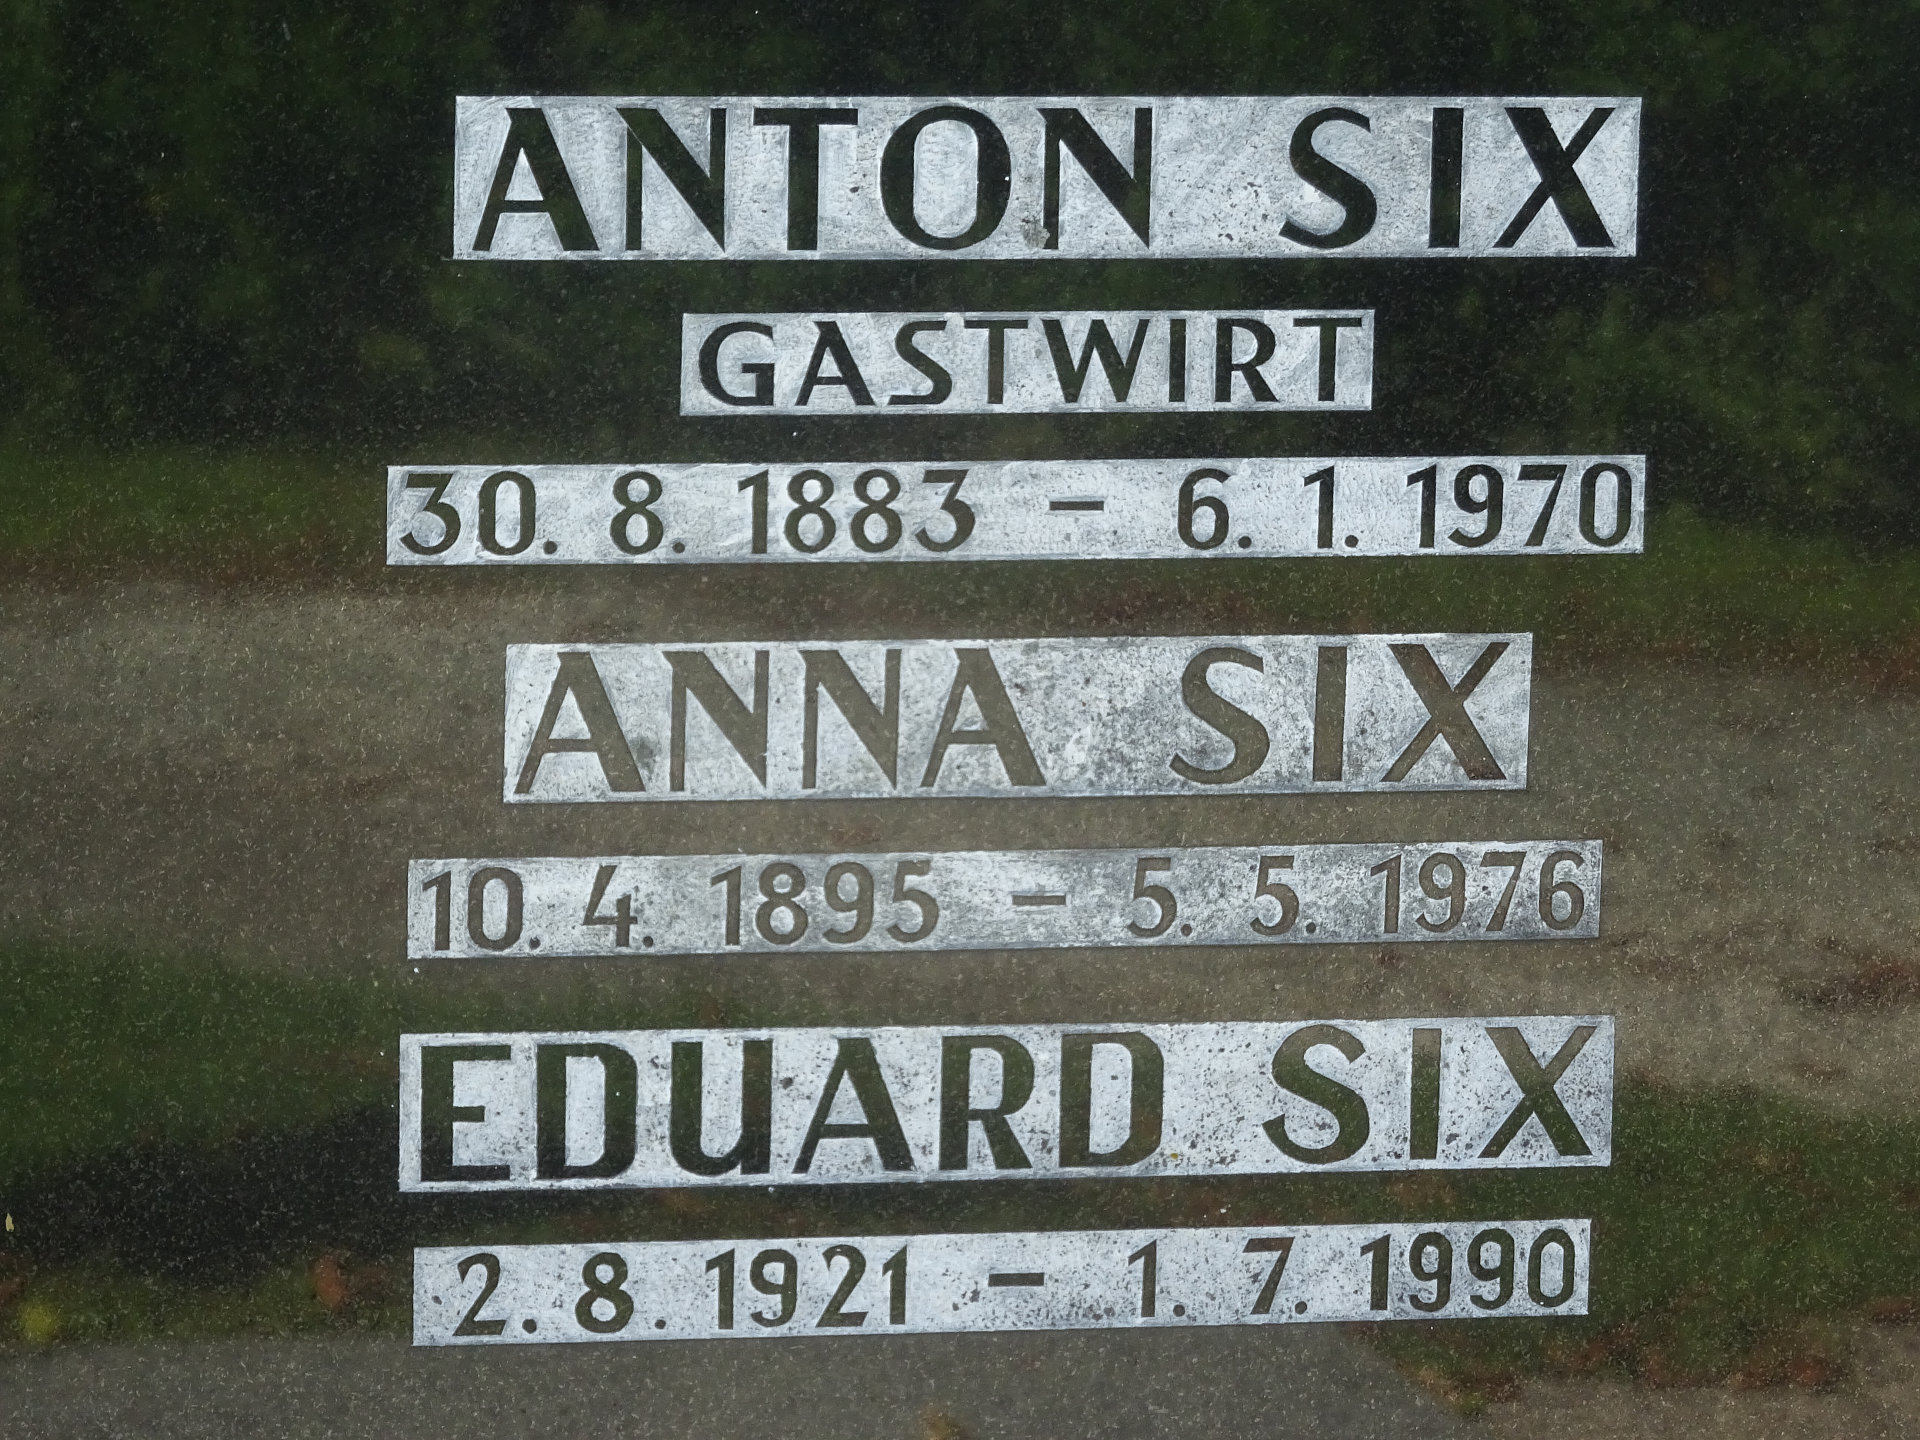 ANTON SIX
GASTWIRT
30. 8. 1883 – 6. 1. 1970
ANNA SIX
10. 4. 1895 – 5. 5. 1976
EDUARD SIX
2. 8. 1921 – 1. 7. 1990